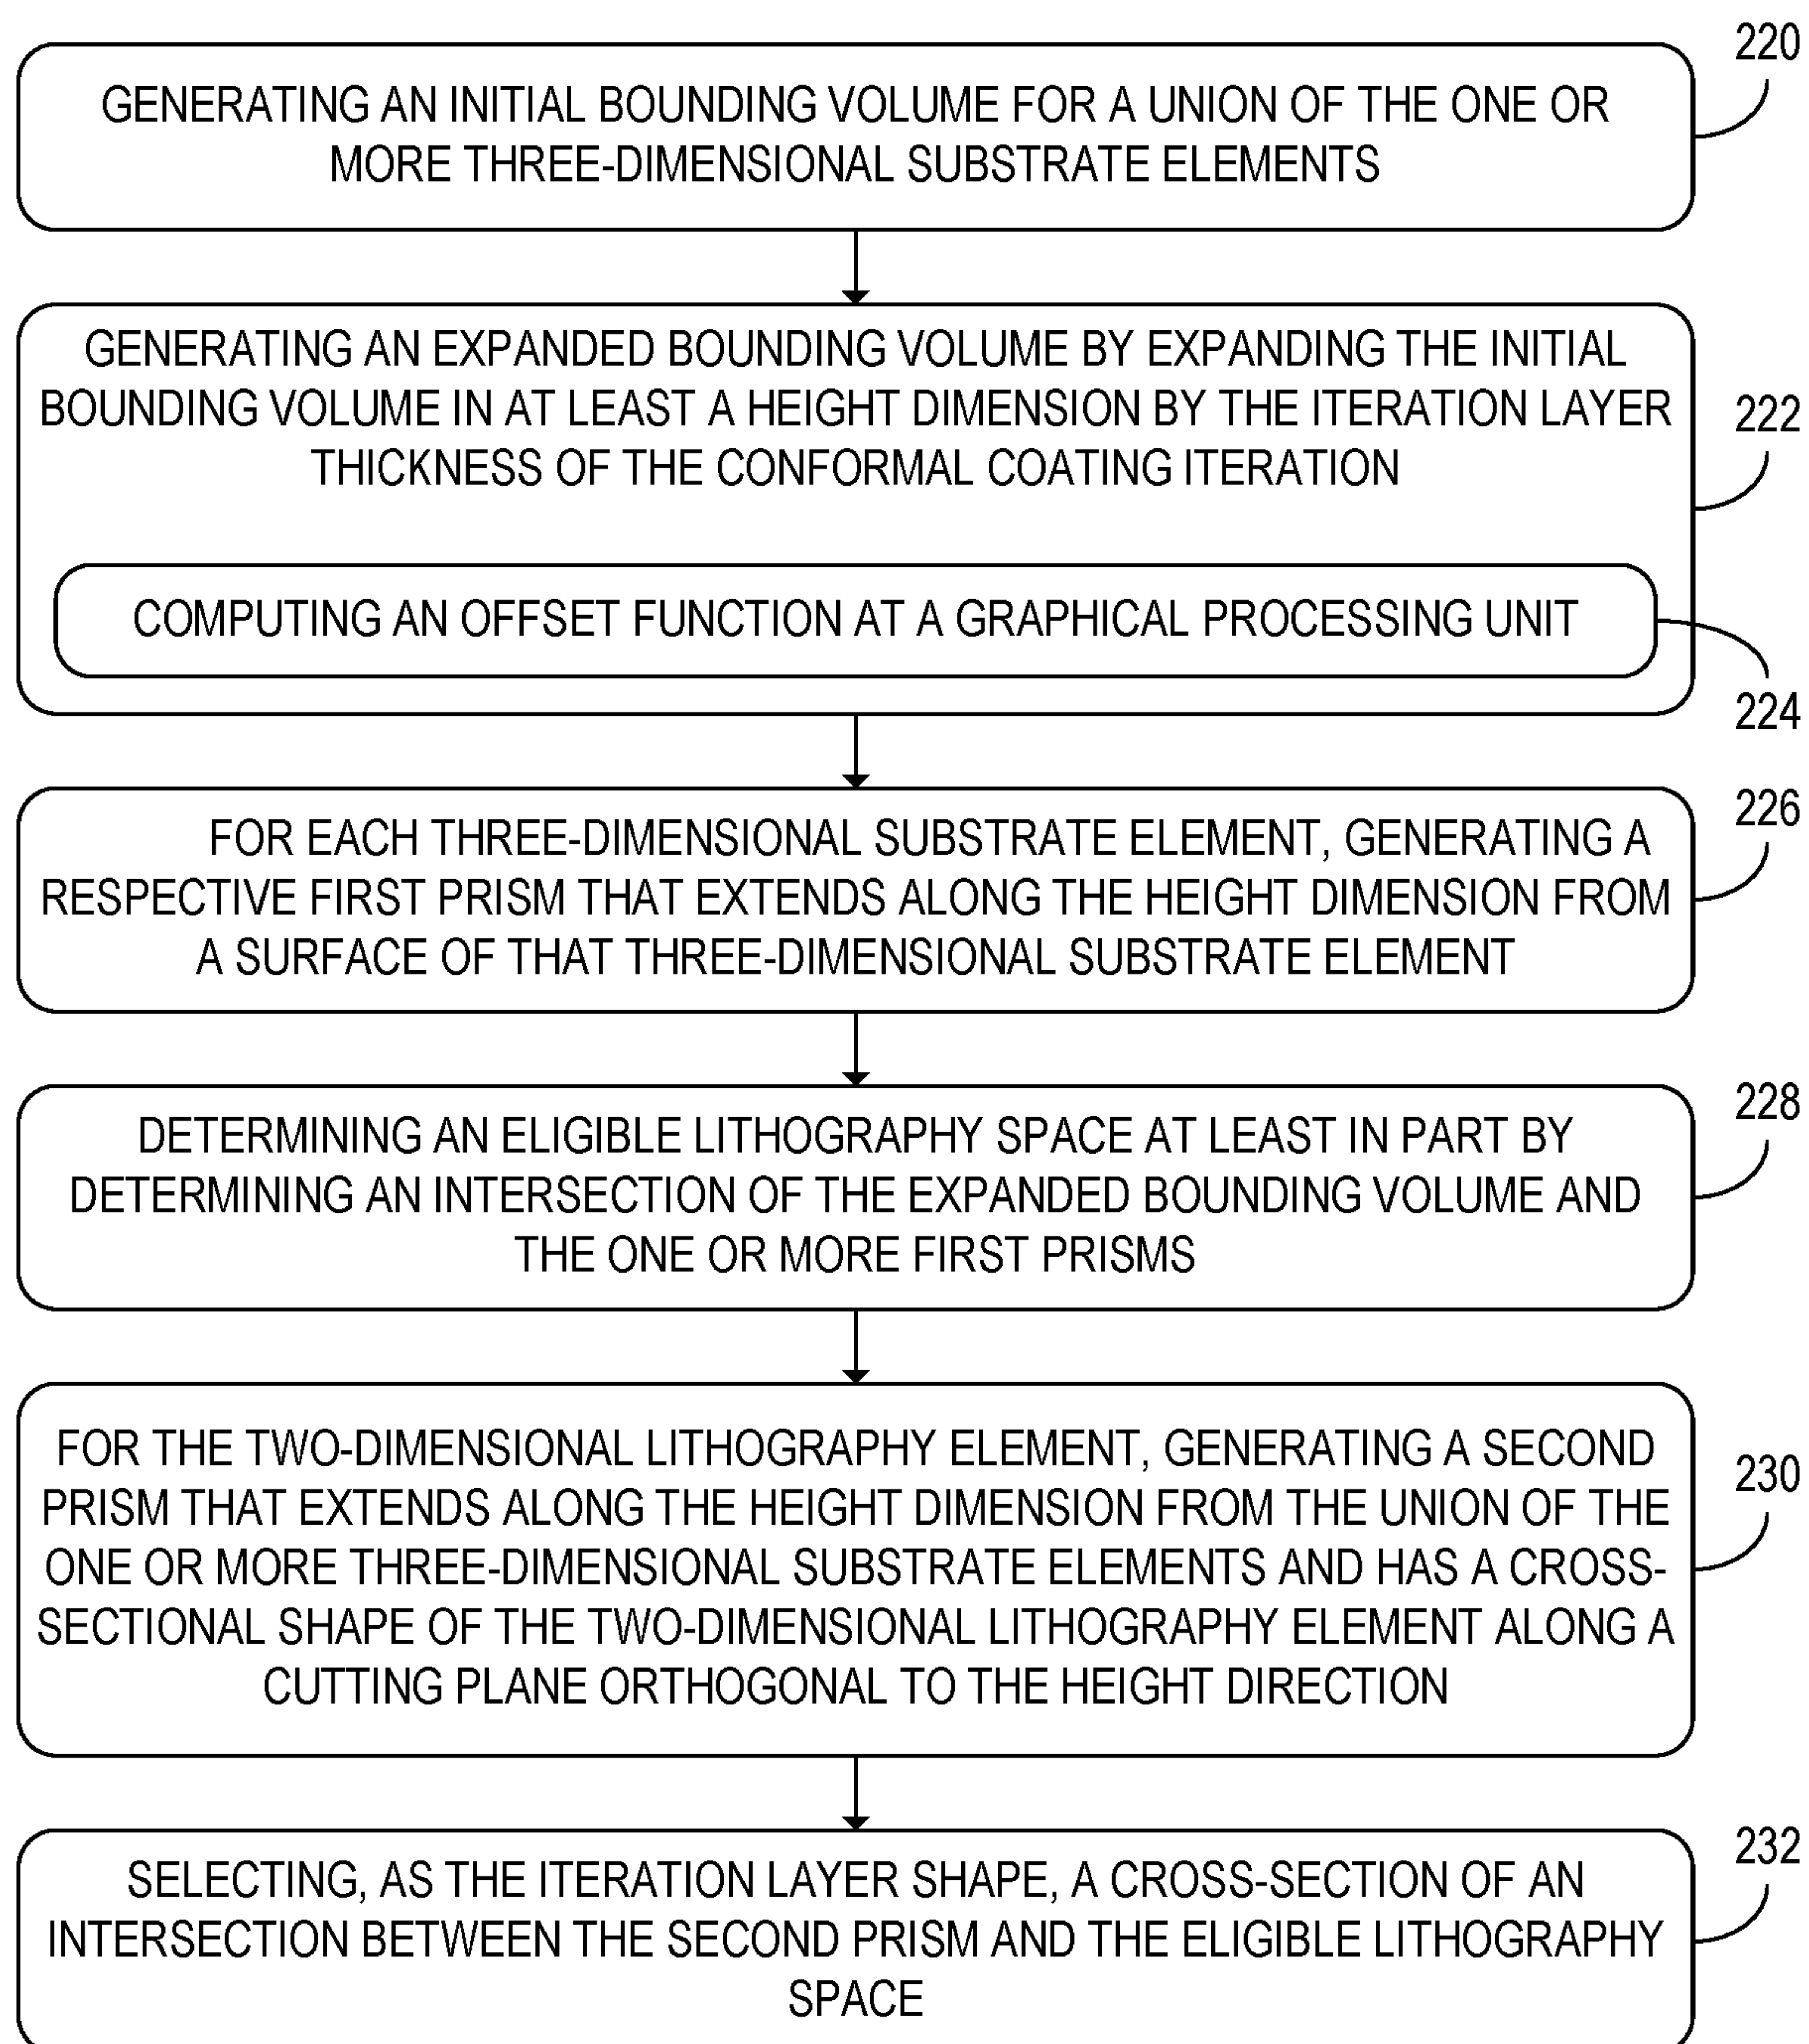 220
GENERATING AN INITIAL BOUNDING VOLUME FOR A UNION OF THE ONE OR
MORE THREE-DIMENSIONAL SUBSTRATE ELEMENTS
GENERATING AN EXPANDED BOUNDING VOLUME BY EXPANDING THE INITIAL
BOUNDING VOLUME IN AT LEAST A HEIGHT DIMENSION BY THE ITERATION LAYER
THICKNESS OF THE CONFORMAL COATING ITERATION
222
COMPUTING AN OFFSET FUNCTION AT A GRAPHICAL PROCESSING UNIT
224
FOR EACH THREE-DIMENSIONAL SUBSTRATE ELEMENT, GENERATING A
RESPECTIVE FIRST PRISM THAT EXTENDS ALONG THE HEIGHT DIMENSION FROM
A SURFACE OF THAT THREE-DIMENSIONAL SUBSTRATE ELEMENT
226
DETERMINING AN ELIGIBLE LITHOGRAPHY SPACE AT LEAST IN PART BY
DETERMINING AN INTERSECTION OF THE EXPANDED BOUNDING VOLUME AND
THE ONE OR MORE FIRST PRISMS
228
FOR THE TWO-DIMENSIONAL LITHOGRAPHY ELEMENT, GENERATING A SECOND
PRISM THAT EXTENDS ALONG THE HEIGHT DIMENSION FROM THE UNION OF THE
ONE OR MORE THREE-DIMENSIONAL SUBSTRATE ELEMENTS AND HAS A CROSS-
SECTIONAL SHAPE OF THE TWO-DIMENSIONAL LITHOGRAPHY ELEMENT ALONG A
CUTTING PLANE ORTHOGONAL TO THE HEIGHT DIRECTION
230
SELECTING, AS THE ITERATION LAYER SHAPE, A CROSS-SECTION OF AN
INTERSECTION BETWEEN THE SECOND PRISM AND THE ELIGIBLE LITHOGRAPHY
SPACE
232